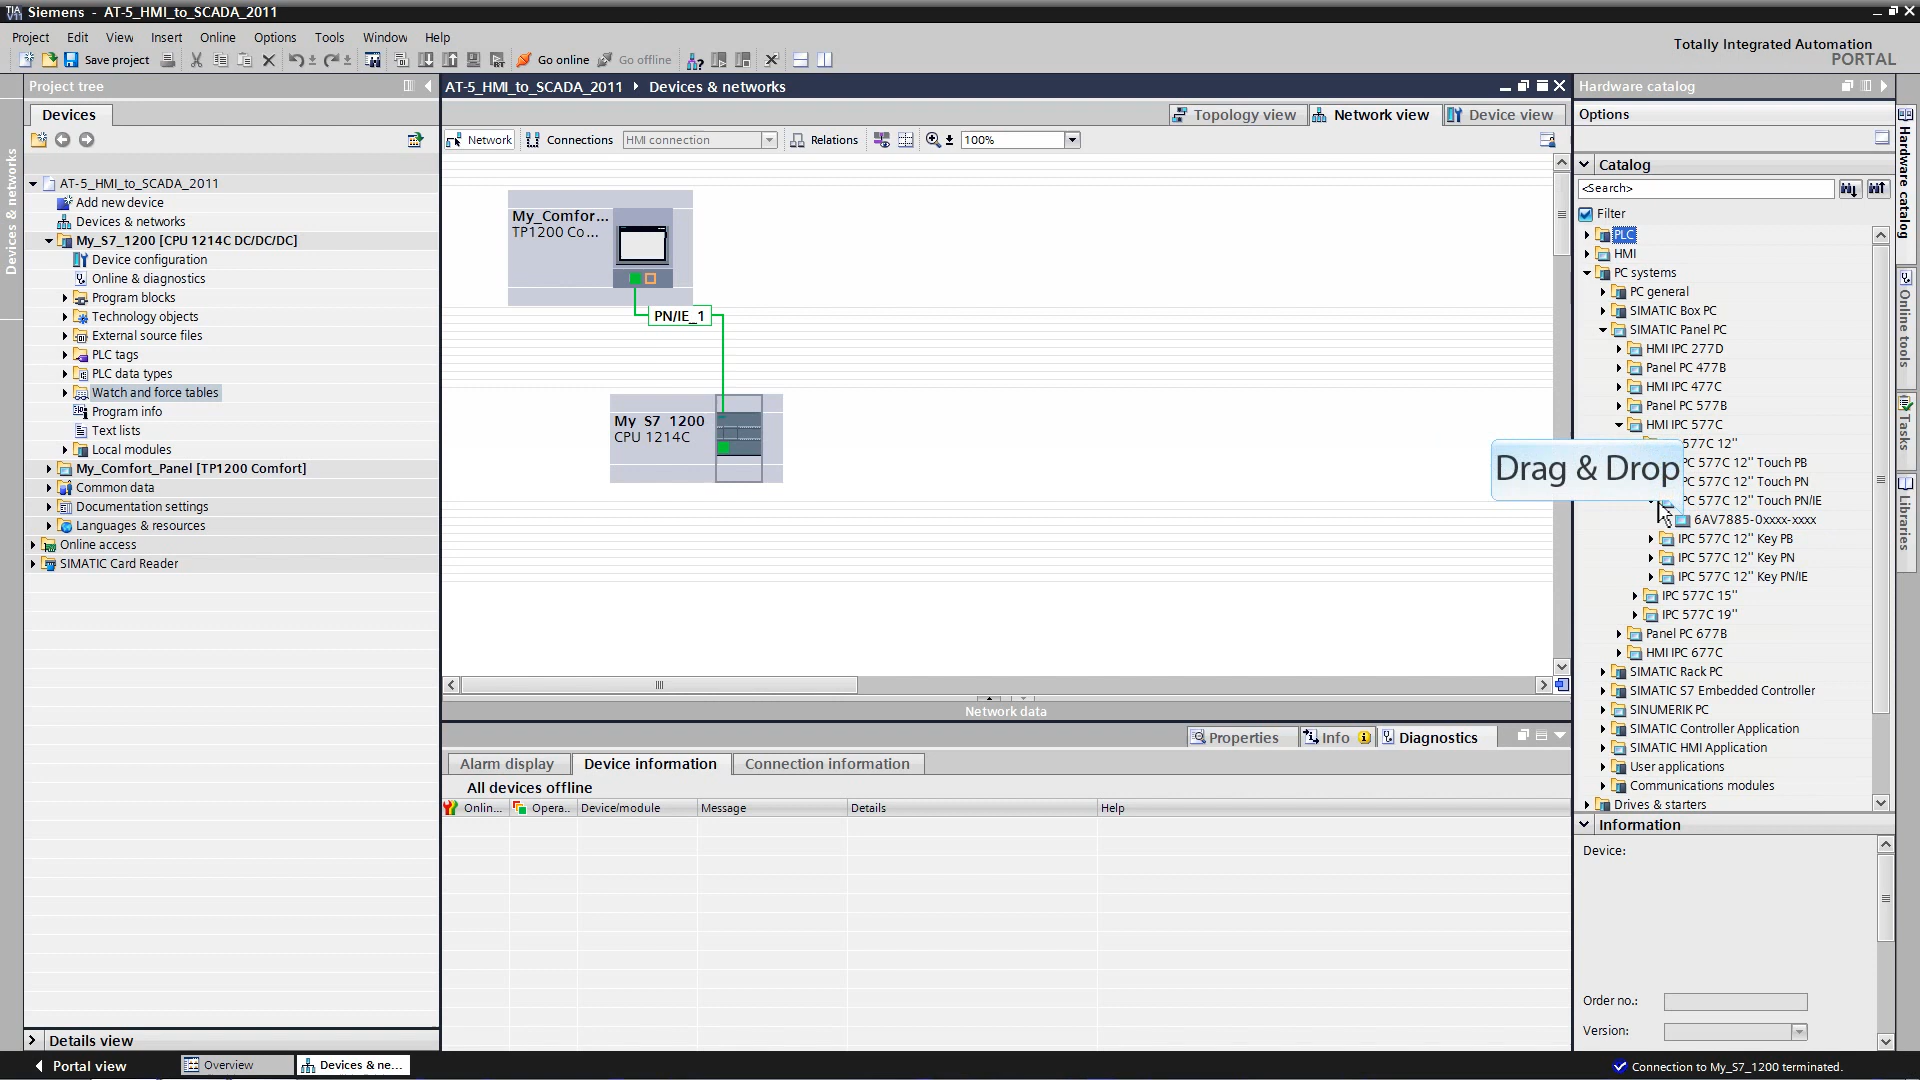 Siemens - AT-5_HMI_to_SCADA_2011
Project Edit View Insert Online Options Tools Window Help
Totally Integrated Automation
PORTAL
Save project
Go online
Go offline
Project tree
AT-5_HMI_to_SCADA_2011 Devices & networks
Hardware catalog
Devices
Topology view
Network view
Device view
Options
Network
Connections
HMI connection
Relations
100%
Catalog
<Search>
Filter
AT-5_HMI_to_SCADA_2011
Add new device
Devices & networks
My_S7_1200 [CPU 1214C DC/DC/DC]
Device configuration
Online & diagnostics
Program blocks
Technology objects
External source files
PLC tags
PLC data types
Watch and force tables
Program info
Text lists
Local modules
My_Comfort_Panel [TP1200 Comfort]
Common data
Documentation settings
Languages & resources
Online access
SIMATIC Card Reader
Details view
Devices & networks
My_Comfor...
TP1200 Co...
PN/IE_1
My S7 1200
CPU 1214C
Drag & Drop
PLC
HMI
PC systems
PC general
SIMATIC Box PC
SIMATIC Panel PC
HMI IPC 277D
Panel PC 477B
HMI IPC 477C
Panel PC 577B
HMI IPC 577C
577C 12"
PC 577C 12" Touch PB
PC 577C 12" Touch PN
PC 577C 12" Touch PN/IE
6AV7885-0xxxx-xxxx
IPC 577C 12" Key PB
IPC 577C 12" Key PN
IPC 577C 12" Key PN/IE
IPC 577C 15"
IPC 577C 19"
Panel PC 677B
HMI IPC 677C
SIMATIC Rack PC
SIMATIC S7 Embedded Controller
SINUMERIK PC
SIMATIC Controller Application
SIMATIC HMI Application
User applications
Communications modules
Drives & starters
Hardware catalog
Online tools
Tasks
Libraries
Network data
Properties
Info
Diagnostics
Alarm display
Device information
Connection information
All devices offline
Onlin...
Opera..
Device/module
Message
Details
Help
Information
Device:
Order no.:
Version:
Portal view
Overview
Devices & ne...
Connection to My_S7_1200 terminated.